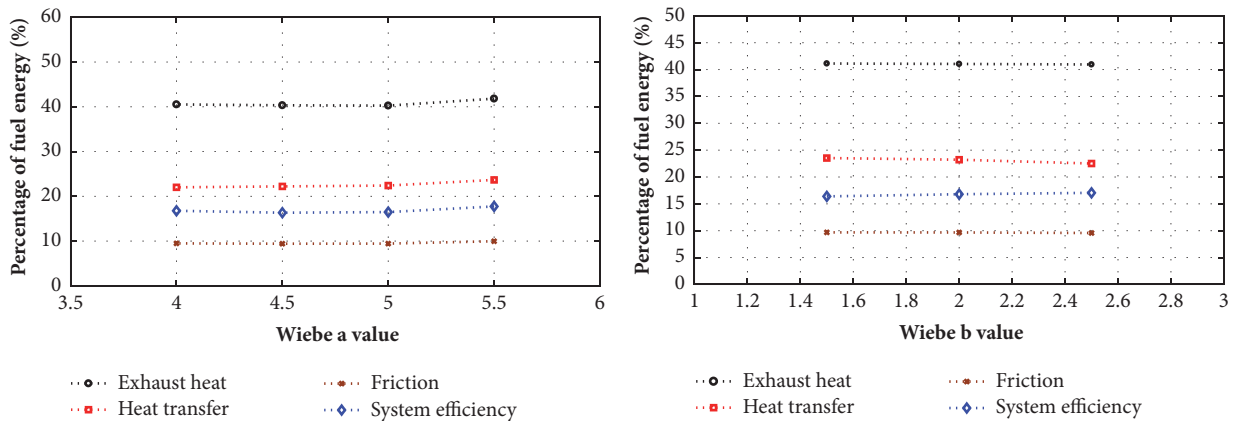 Percentage of fuel energy (%)
60
50
40
30
20
10
0
3.5 4 4.5 5 5.5 6
Wiebe a value
Exhaust heat Friction
Heat transfer System efficiency
Percentage of fuel energy (%)
50
45
40
35
30
25
20
15
10
5
0
1 1.2 1.4 1.6 1.8 2 2.2 2.4 2.6 2.8 3
Wiebe b value
Exhaust heat Friction
Heat transfer System efficiency